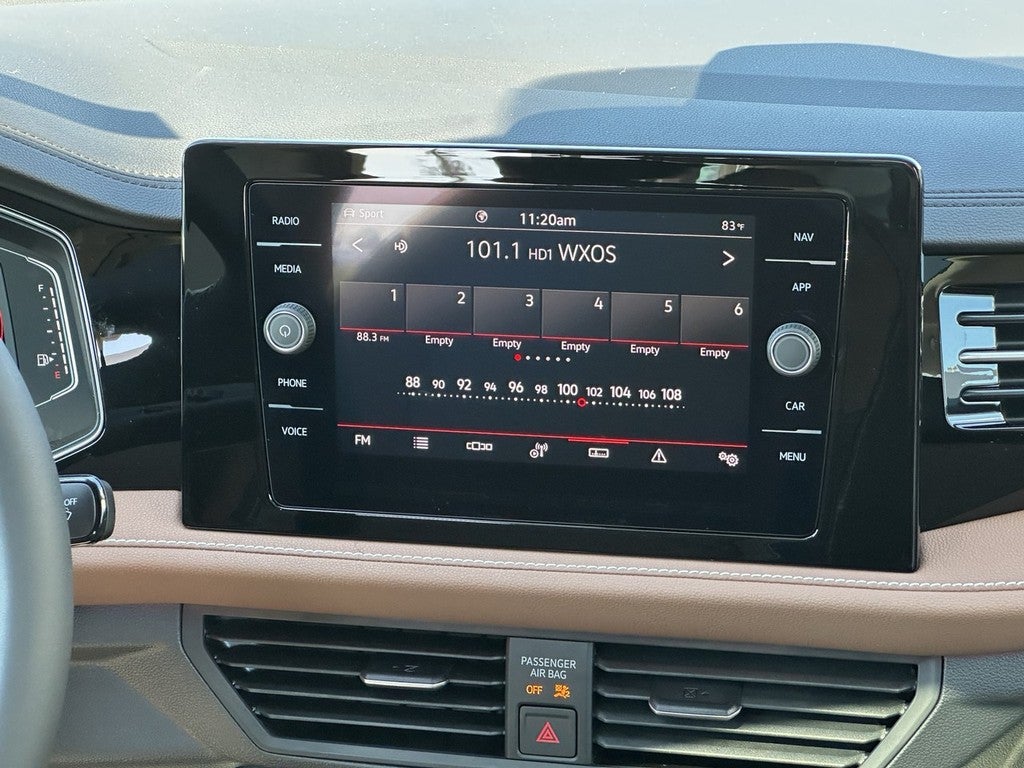 RADIO
MEDIA
PHONE
VOICE
Sport
11:20am
83°F
101.1 HD1 WXOS
1 2 3 4 5 6
88.3 FM Empty Empty Empty Empty Empty
88 90 92 94 96 98 100 102 104 106 108
FM
NAV
APP
CAR
MENU
F
E
OFF
PASSENGER
AIR BAG
OFF